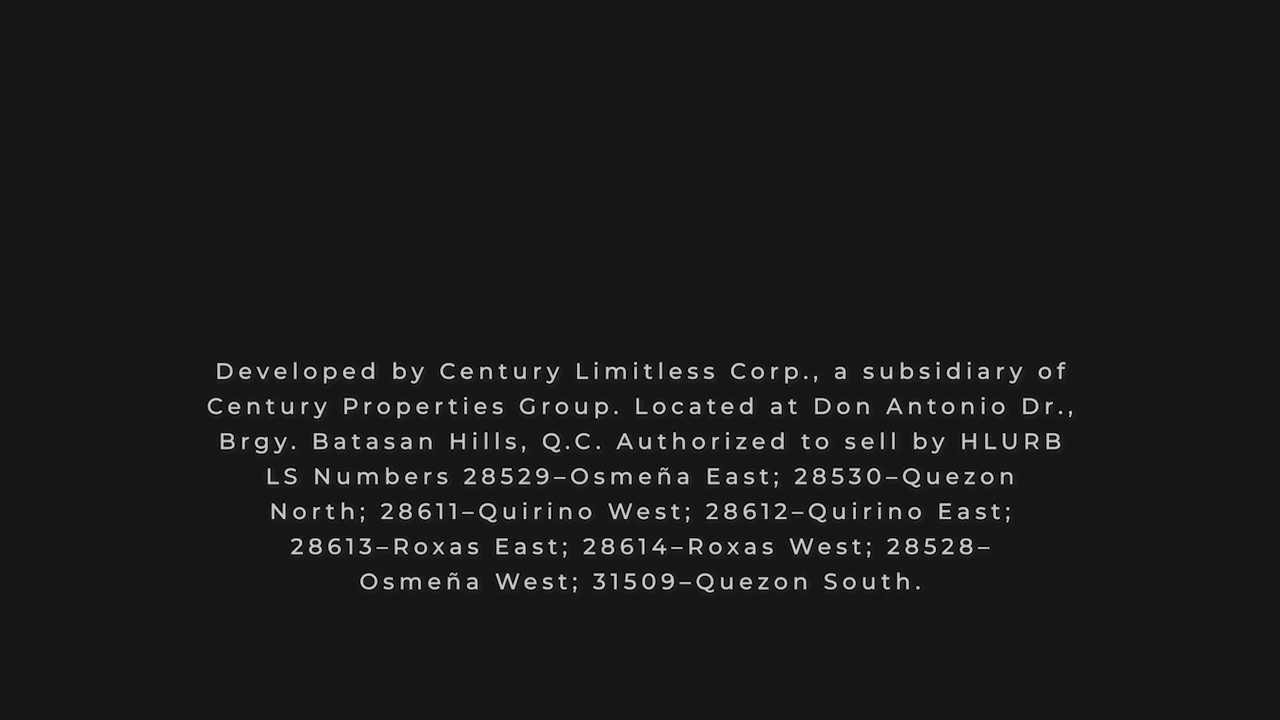 Developed by Century Limitless Corp., a subsidiary of
Century Properties Group. Located at Don Antonio Dr.,
Brgy. Batasan Hills, Q.C. Authorized to sell by HLURB
LS Numbers 28529–Osmeña East; 28530–Quezon
North; 28611–Quirino West; 28612–Quirino East;
28613–Roxas East; 28614–Roxas West; 28528–
Osmeña West; 31509–Quezon South.